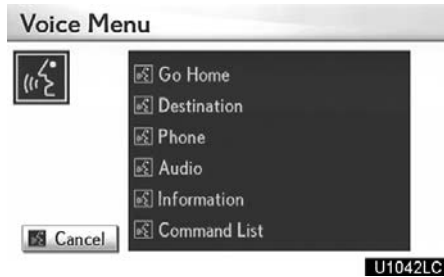 Voice Menu
Go Home
Destination
Phone
Audio
Information
Command List
Cancel
U1042LC